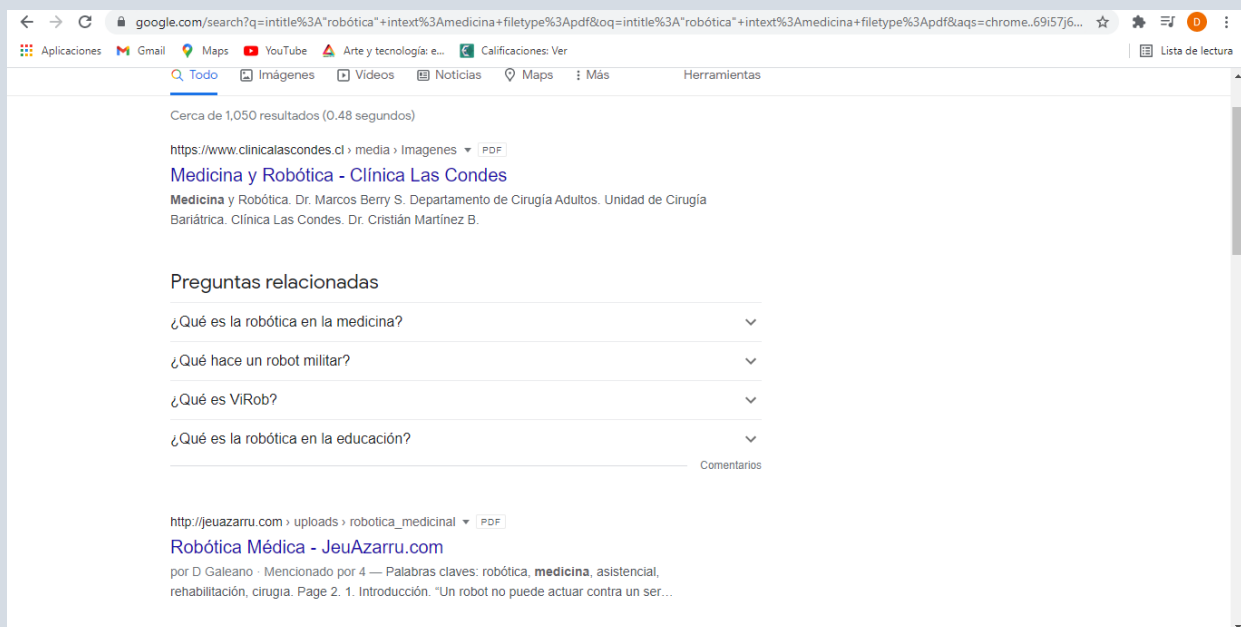 google.com/search?q=intitle%3A"robótica"+intext%3Amedicina+filetype%3Apdf&oq=intitle%3A"robótica"+intext%3Amedicina+filetype%3Apdf&aqs=chrome..69i57j6...
D
Aplicaciones Gmail Maps YouTube Arte y tecnología: e... Calificaciones: Ver Lista de lectura
Todo Imágenes Videos Noticias Maps Más Herramientas
Cerca de 1,050 resultados (0.48 segundos)
https://www.clinicalascondes.cl › media › Imagenes PDF
Medicina y Robótica - Clínica Las Condes
Medicina y Robótica. Dr. Marcos Berry S. Departamento de Cirugía Adultos. Unidad de Cirugía
Bariátrica. Clínica Las Condes. Dr. Cristián Martínez B.
Preguntas relacionadas
¿Qué es la robótica en la medicina?
¿Qué hace un robot militar?
¿Qué es ViRob?
¿Qué es la robótica en la educación?
Comentarios
http://jeuazarru.com › uploads › robotica_medicinal PDF
Robótica Médica - JeuAzarru.com
por D Galeano · Mencionado por 4 — Palabras claves: robótica, medicina, asistencial,
rehabilitación, cirugıa. Page 2. 1. Introducción. “Un robot no puede actuar contra un ser...